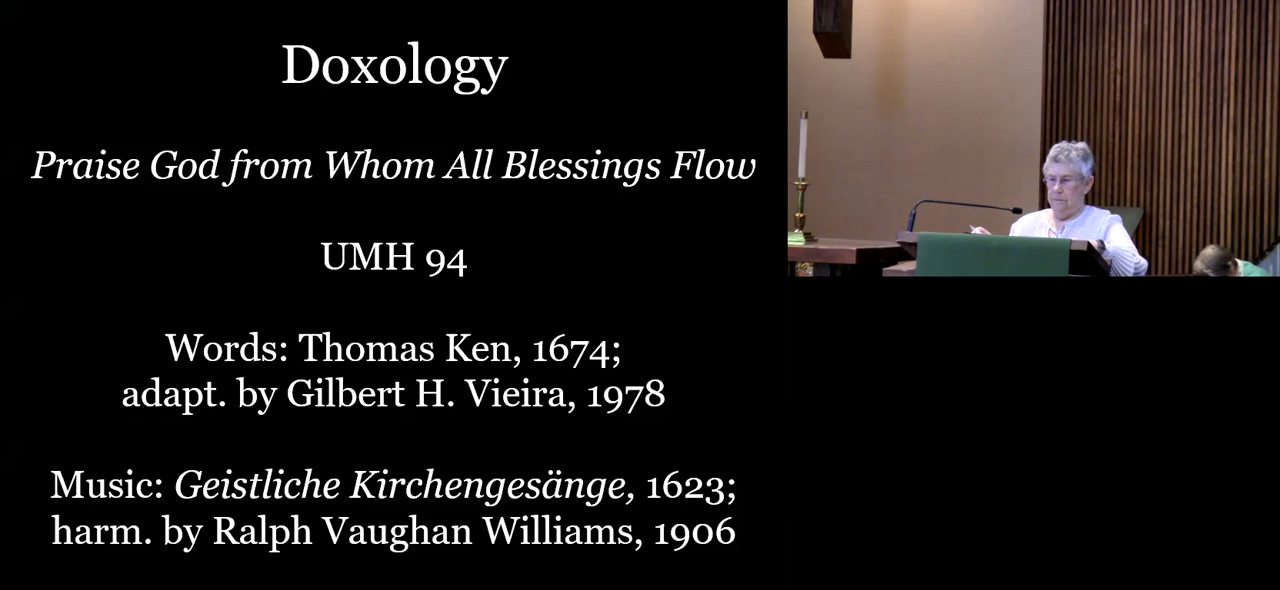 Doxology
Praise God from Whom All Blessings Flow
UMH 94
Words: Thomas Ken, 1674;
adapt. by Gilbert H. Vieira, 1978
Music: Geistliche Kirchengesänge, 1623;
harm. by Ralph Vaughan Williams, 1906